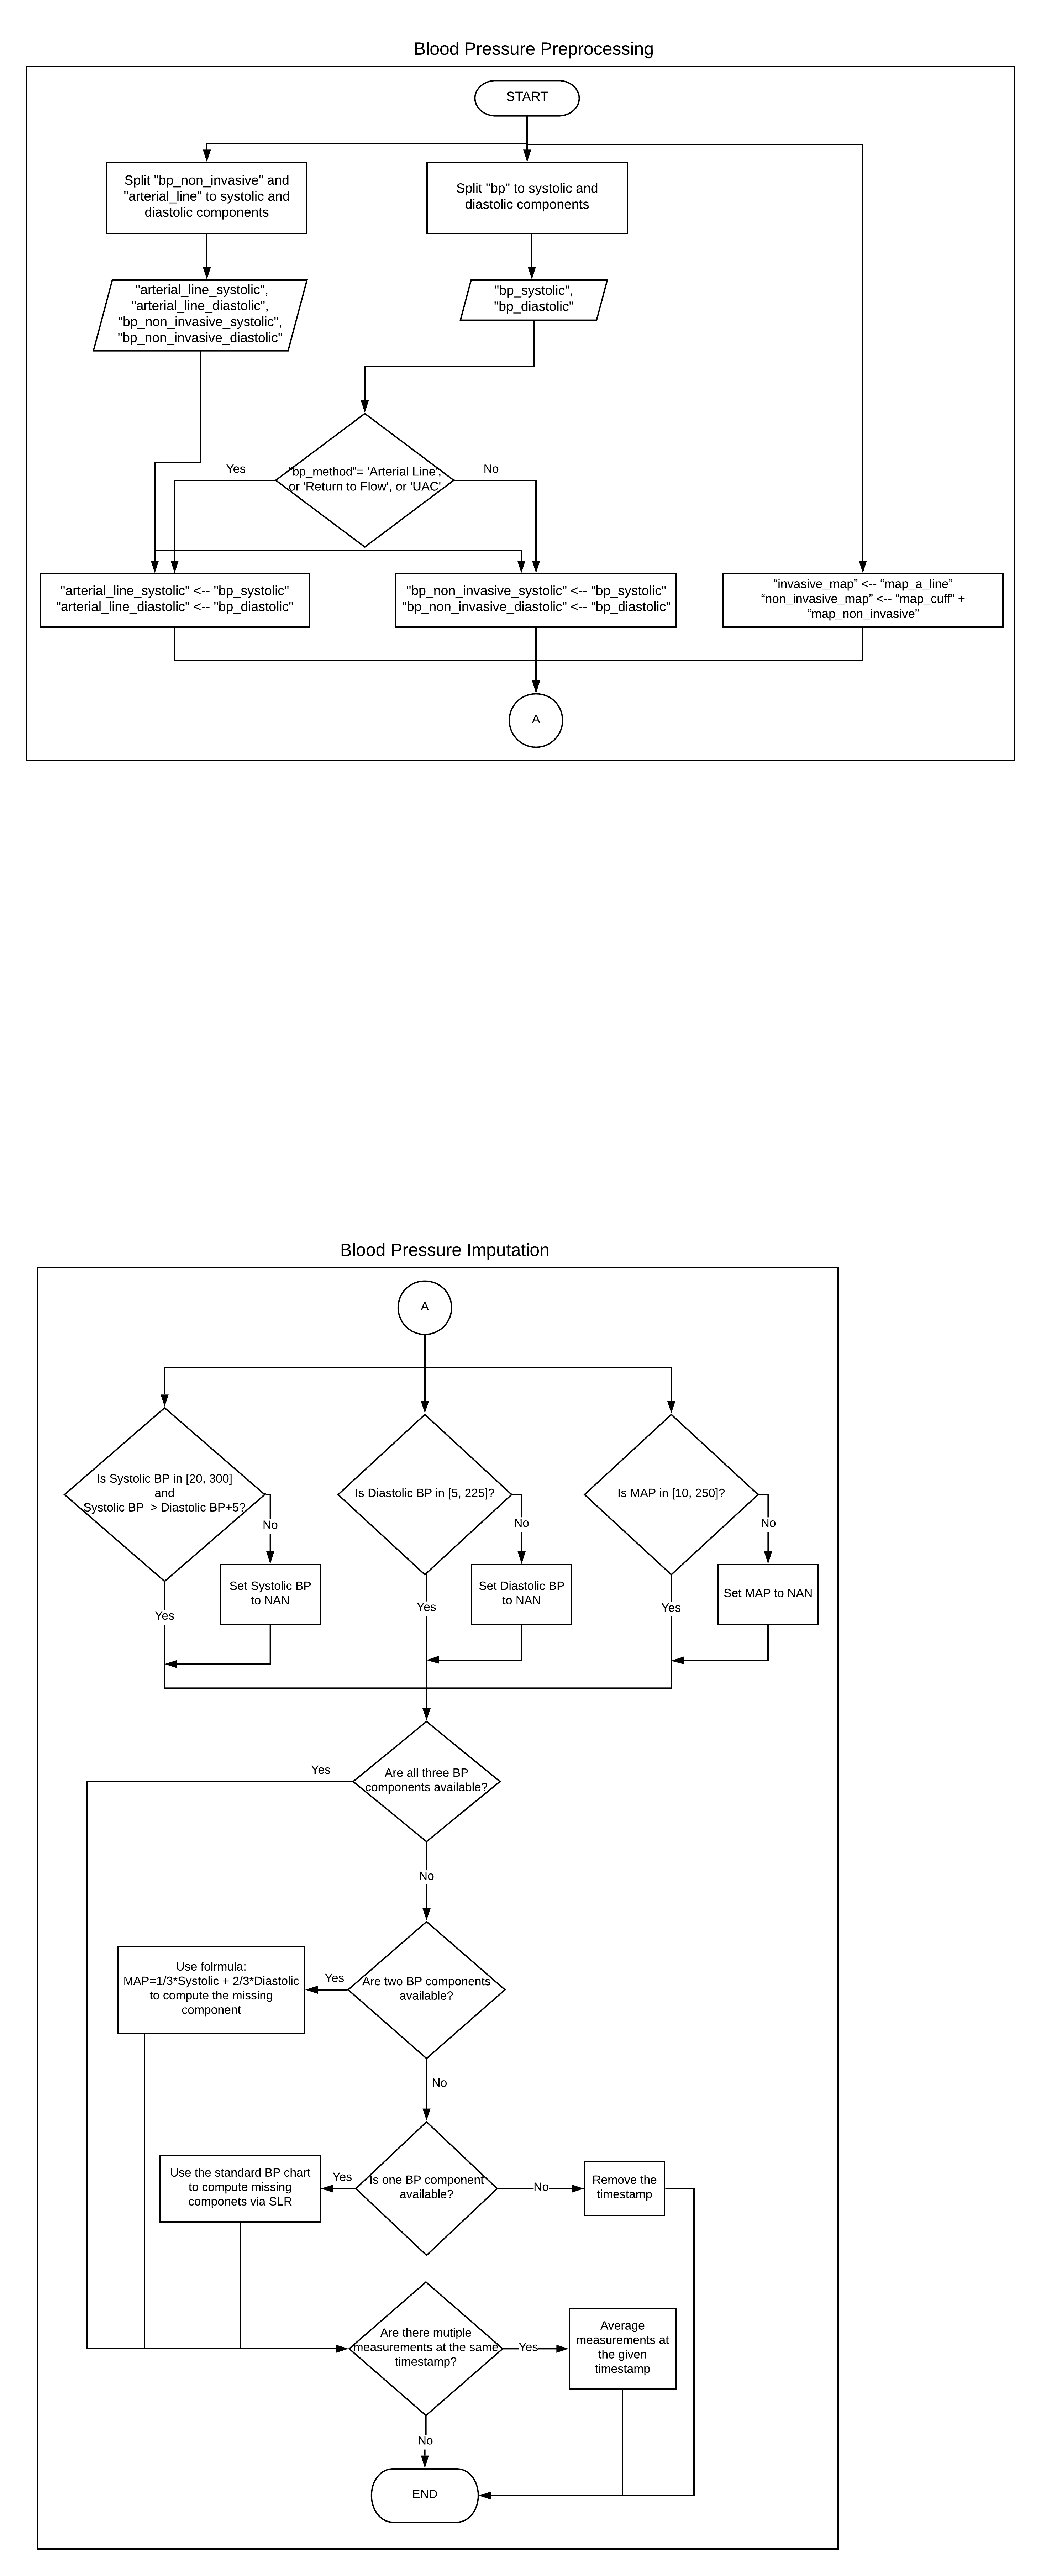 Blood Pressure Preprocessing
START
Split "bp_non_invasive" and
"arterial_line" to systolic and
diastolic components
Split "bp" to systolic and
diastolic components
"arterial_line_systolic",
"arterial_line_diastolic",
"bp_non_invasive_systolic",
"bp_non_invasive_diastolic"
"bp_systolic",
"bp_diastolic"
Yes
"bp_method"= 'Arterial Line',
or 'Return to Flow', or 'UAC'
No
"arterial_line_systolic" <-- "bp_systolic"
"arterial_line_diastolic" <-- "bp_diastolic"
"bp_non_invasive_systolic" <-- "bp_systolic"
"bp_non_invasive_diastolic" <-- "bp_diastolic"
“invasive_map” <-- “map_a_line”
“non_invasive_map” <-- “map_cuff” +
“map_non_invasive”
A
Blood Pressure Imputation
A
Is Systolic BP in [20, 300]
and
Systolic BP  > Diastolic BP+5?
Is Diastolic BP in [5, 225]?
Is MAP in [10, 250]?
No
No
No
Set Systolic BP
to NAN
Set Diastolic BP
to NAN
Set MAP to NAN
Yes
Yes
Yes
Yes
Are all three BP
components available?
No
Use folrmula:
MAP=1/3*Systolic + 2/3*Diastolic
to compute the missing
component
Yes
Are two BP components
available?
No
Use the standard BP chart
to compute missing
componets via SLR
Yes
Is one BP component
available?
No
Remove the
timestamp
Are there mutiple
measurements at the same
timestamp?
Yes
Average
measurements at
the given
timestamp
No
END